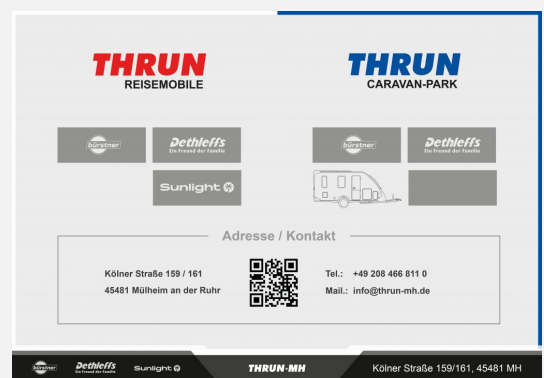 THRUN
REISEMOBILE
THRUN
CARAVAN-PARK
bürstner
Dethleffs
Ein Freund der Familie
bürstner
Dethleffs
Ein Freund der Familie
Sunlight
Adresse / Kontakt
Kölner Straße 159 / 161
45481 Mülheim an der Ruhr
Tel.: +49 208 466 811 0
Mail.: info@thrun-mh.de
bürstner
Dethleffs
Ein Freund der Familie
Sunlight
THRUN-MH
Kölner Straße 159/161, 45481 MH